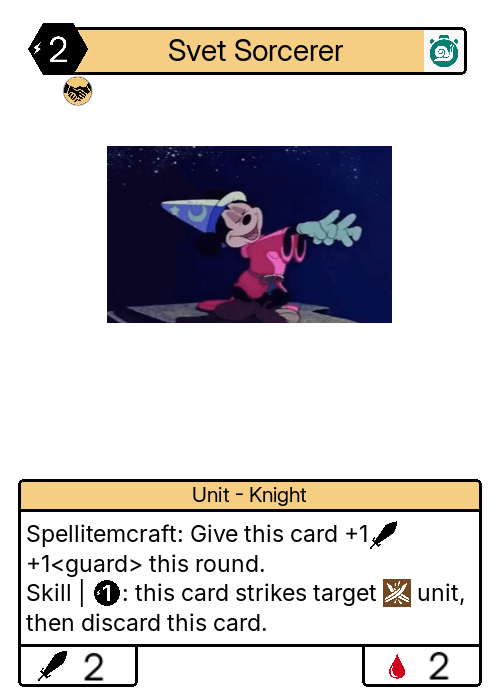 2 Svet Sorcerer
Unit - Knight
Spellitemcraft: Give this card +1
+1<guard> this round.
Skill | 1: this card strikes target unit,
then discard this card.
2 2